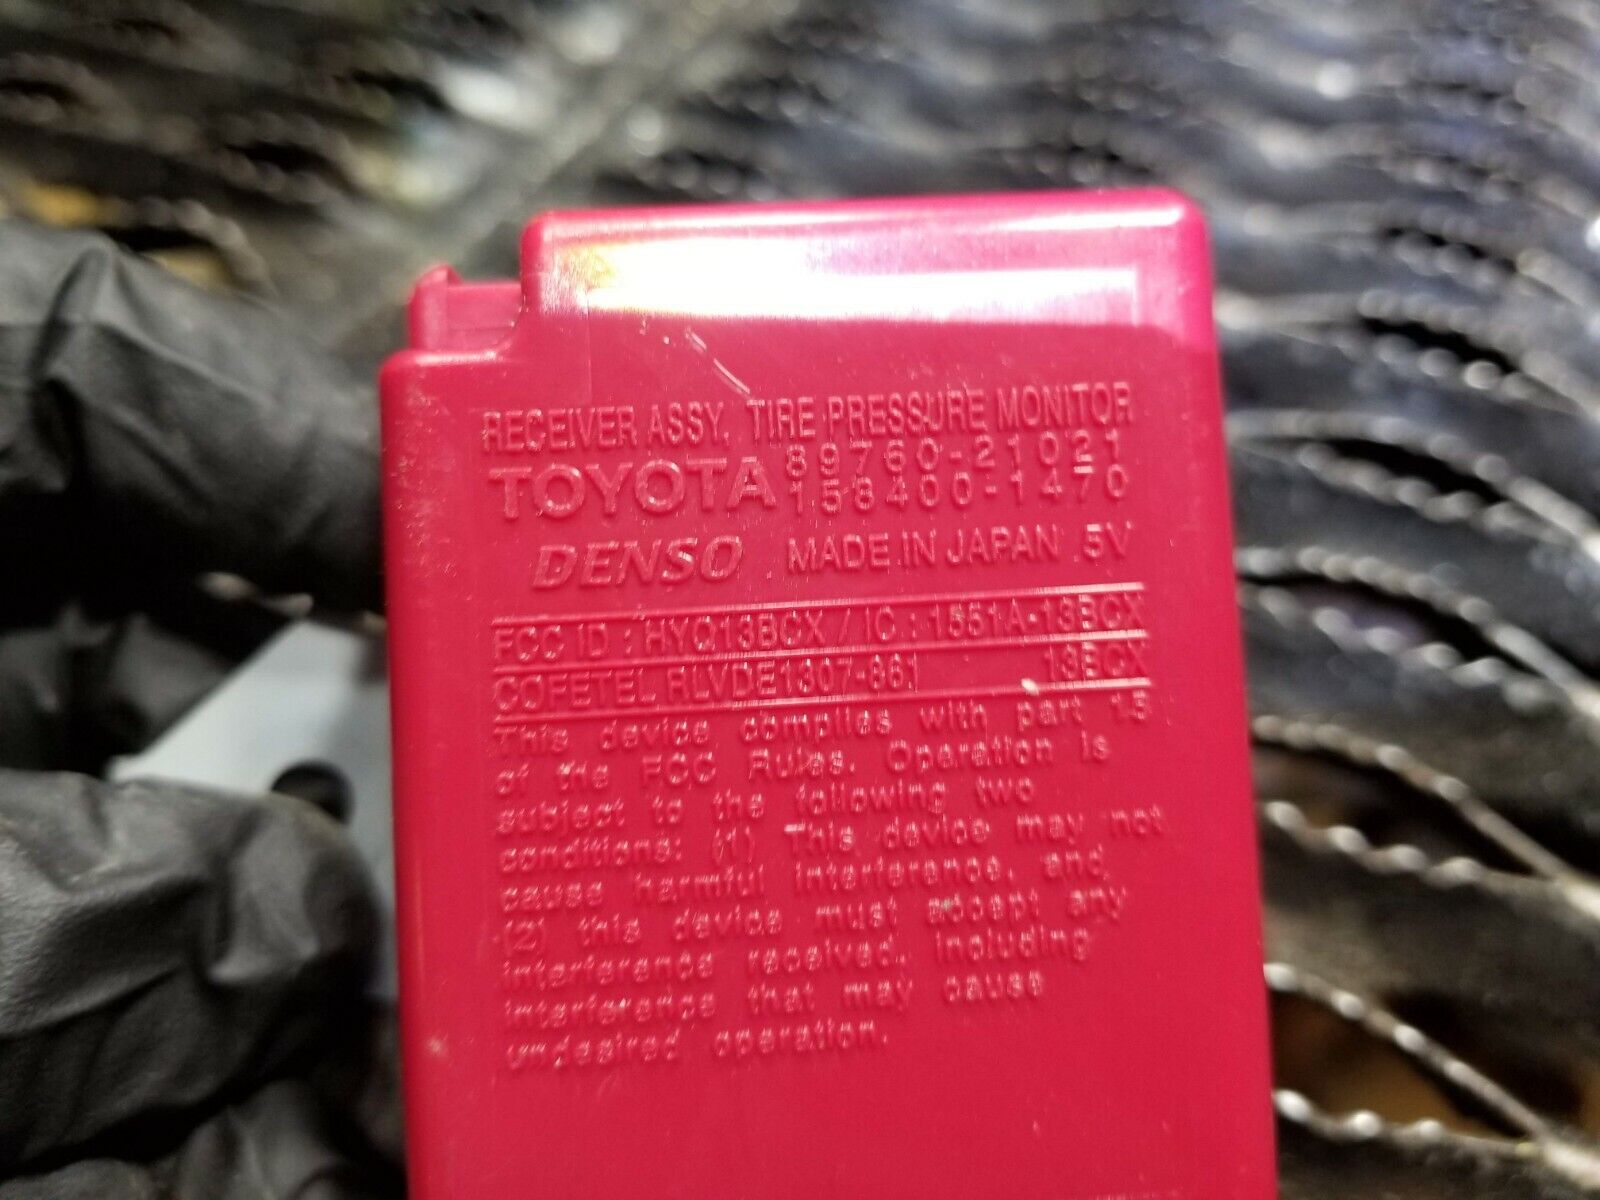 RECEIVER ASSY, TIRE PRESSURE MONITOR
TOYOTA 89760-21021
158400-1470
DENSO MADE IN JAPAN 5V
FCC ID : HYQ13BCX / IC : 1551A-13BCX
COFETEL RLVDE1307-861 13BCX
This device complies with part 15
of the FCC Rules. Operation is
subject to the following two
conditions: (1) This device may not
cause harmful interference, and
(2) this device must accept any
interference received, including
interference that may cause
undesired operation.